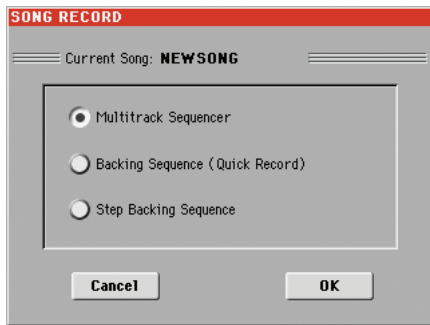 SONG RECORD
Current Song: NEWSONG
Multitrack Sequencer
Backing Sequence (Quick Record)
Step Backing Sequence
Cancel OK